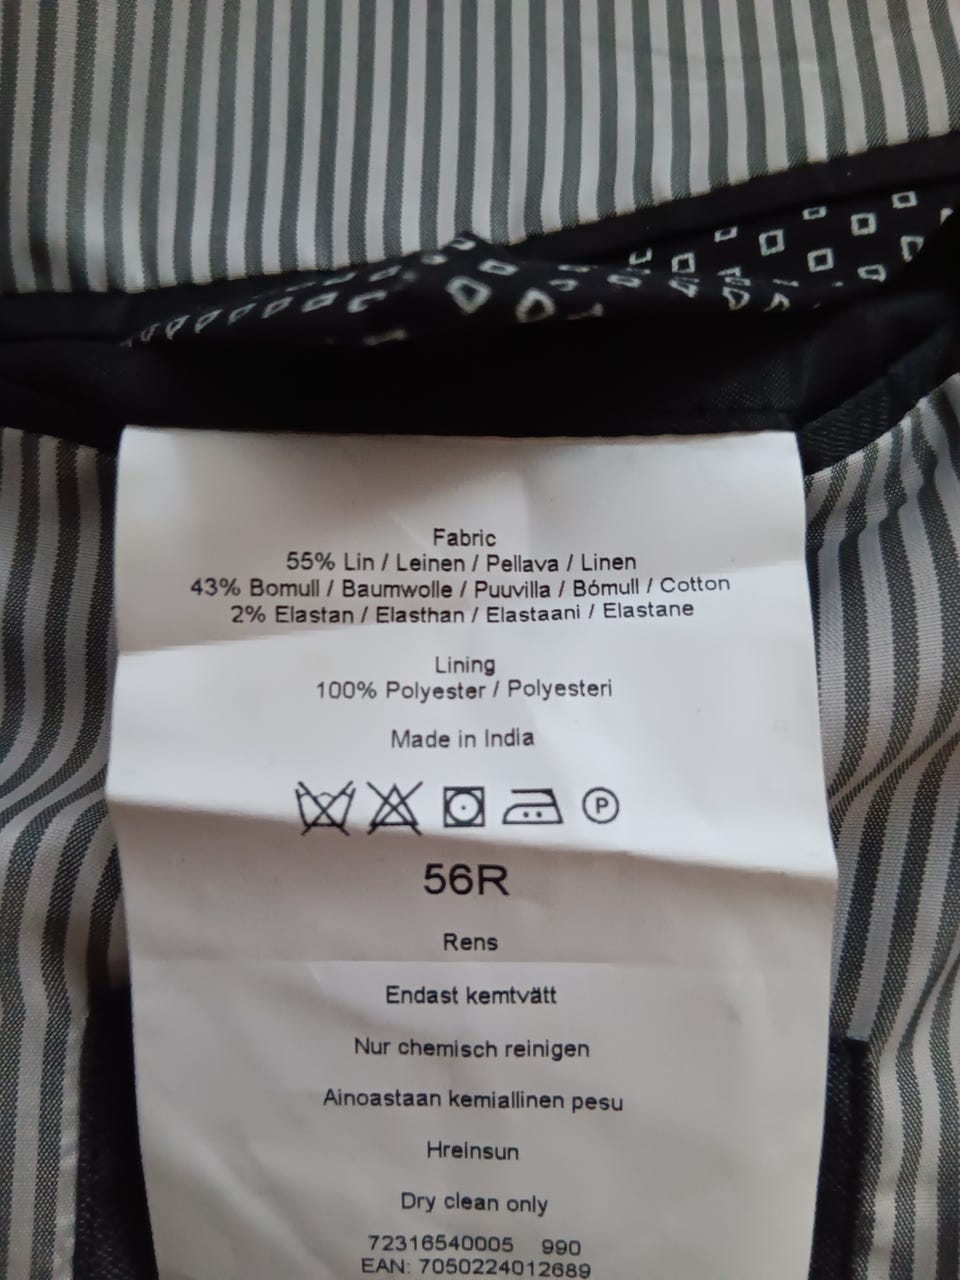 Fabric
55% Lin / Leinen / Pellava / Linen
43% Bomull / Baumwolle / Puuvilla / Bómull / Cotton
2% Elastan / Elasthan / Elastaani / Elastane
Lining
100% Polyester / Polyesteri
Made in India
P
56R
Rens
Endast kemtvätt
Nur chemisch reinigen
Ainoastaan kemiallinen pesu
Hreinsun
Dry clean only
72316540005 990
EAN: 7050224012689